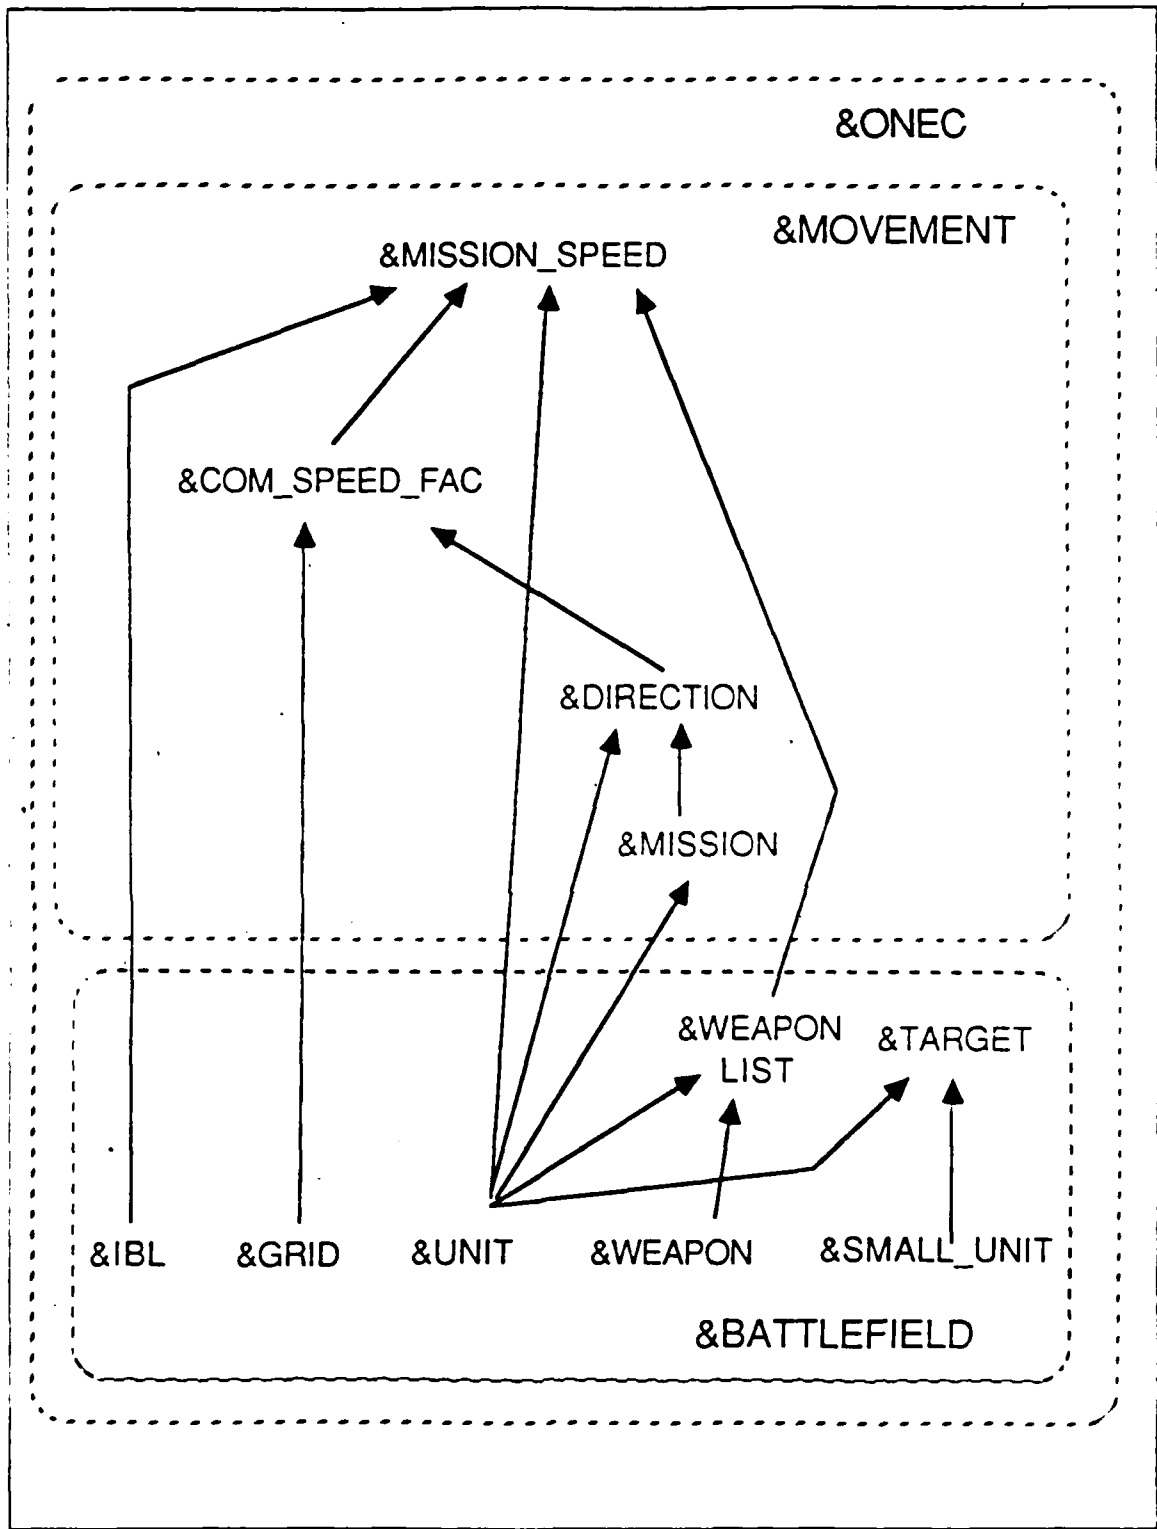 &ONEC
&MOVEMENT
&MISSION_SPEED
&COM_SPEED_FAC
&DIRECTION
&MISSION
&WEAPON
LIST
&TARGET
&IBL
&GRID
&UNIT
&WEAPON
&SMALL_UNIT
&BATTLEFIELD